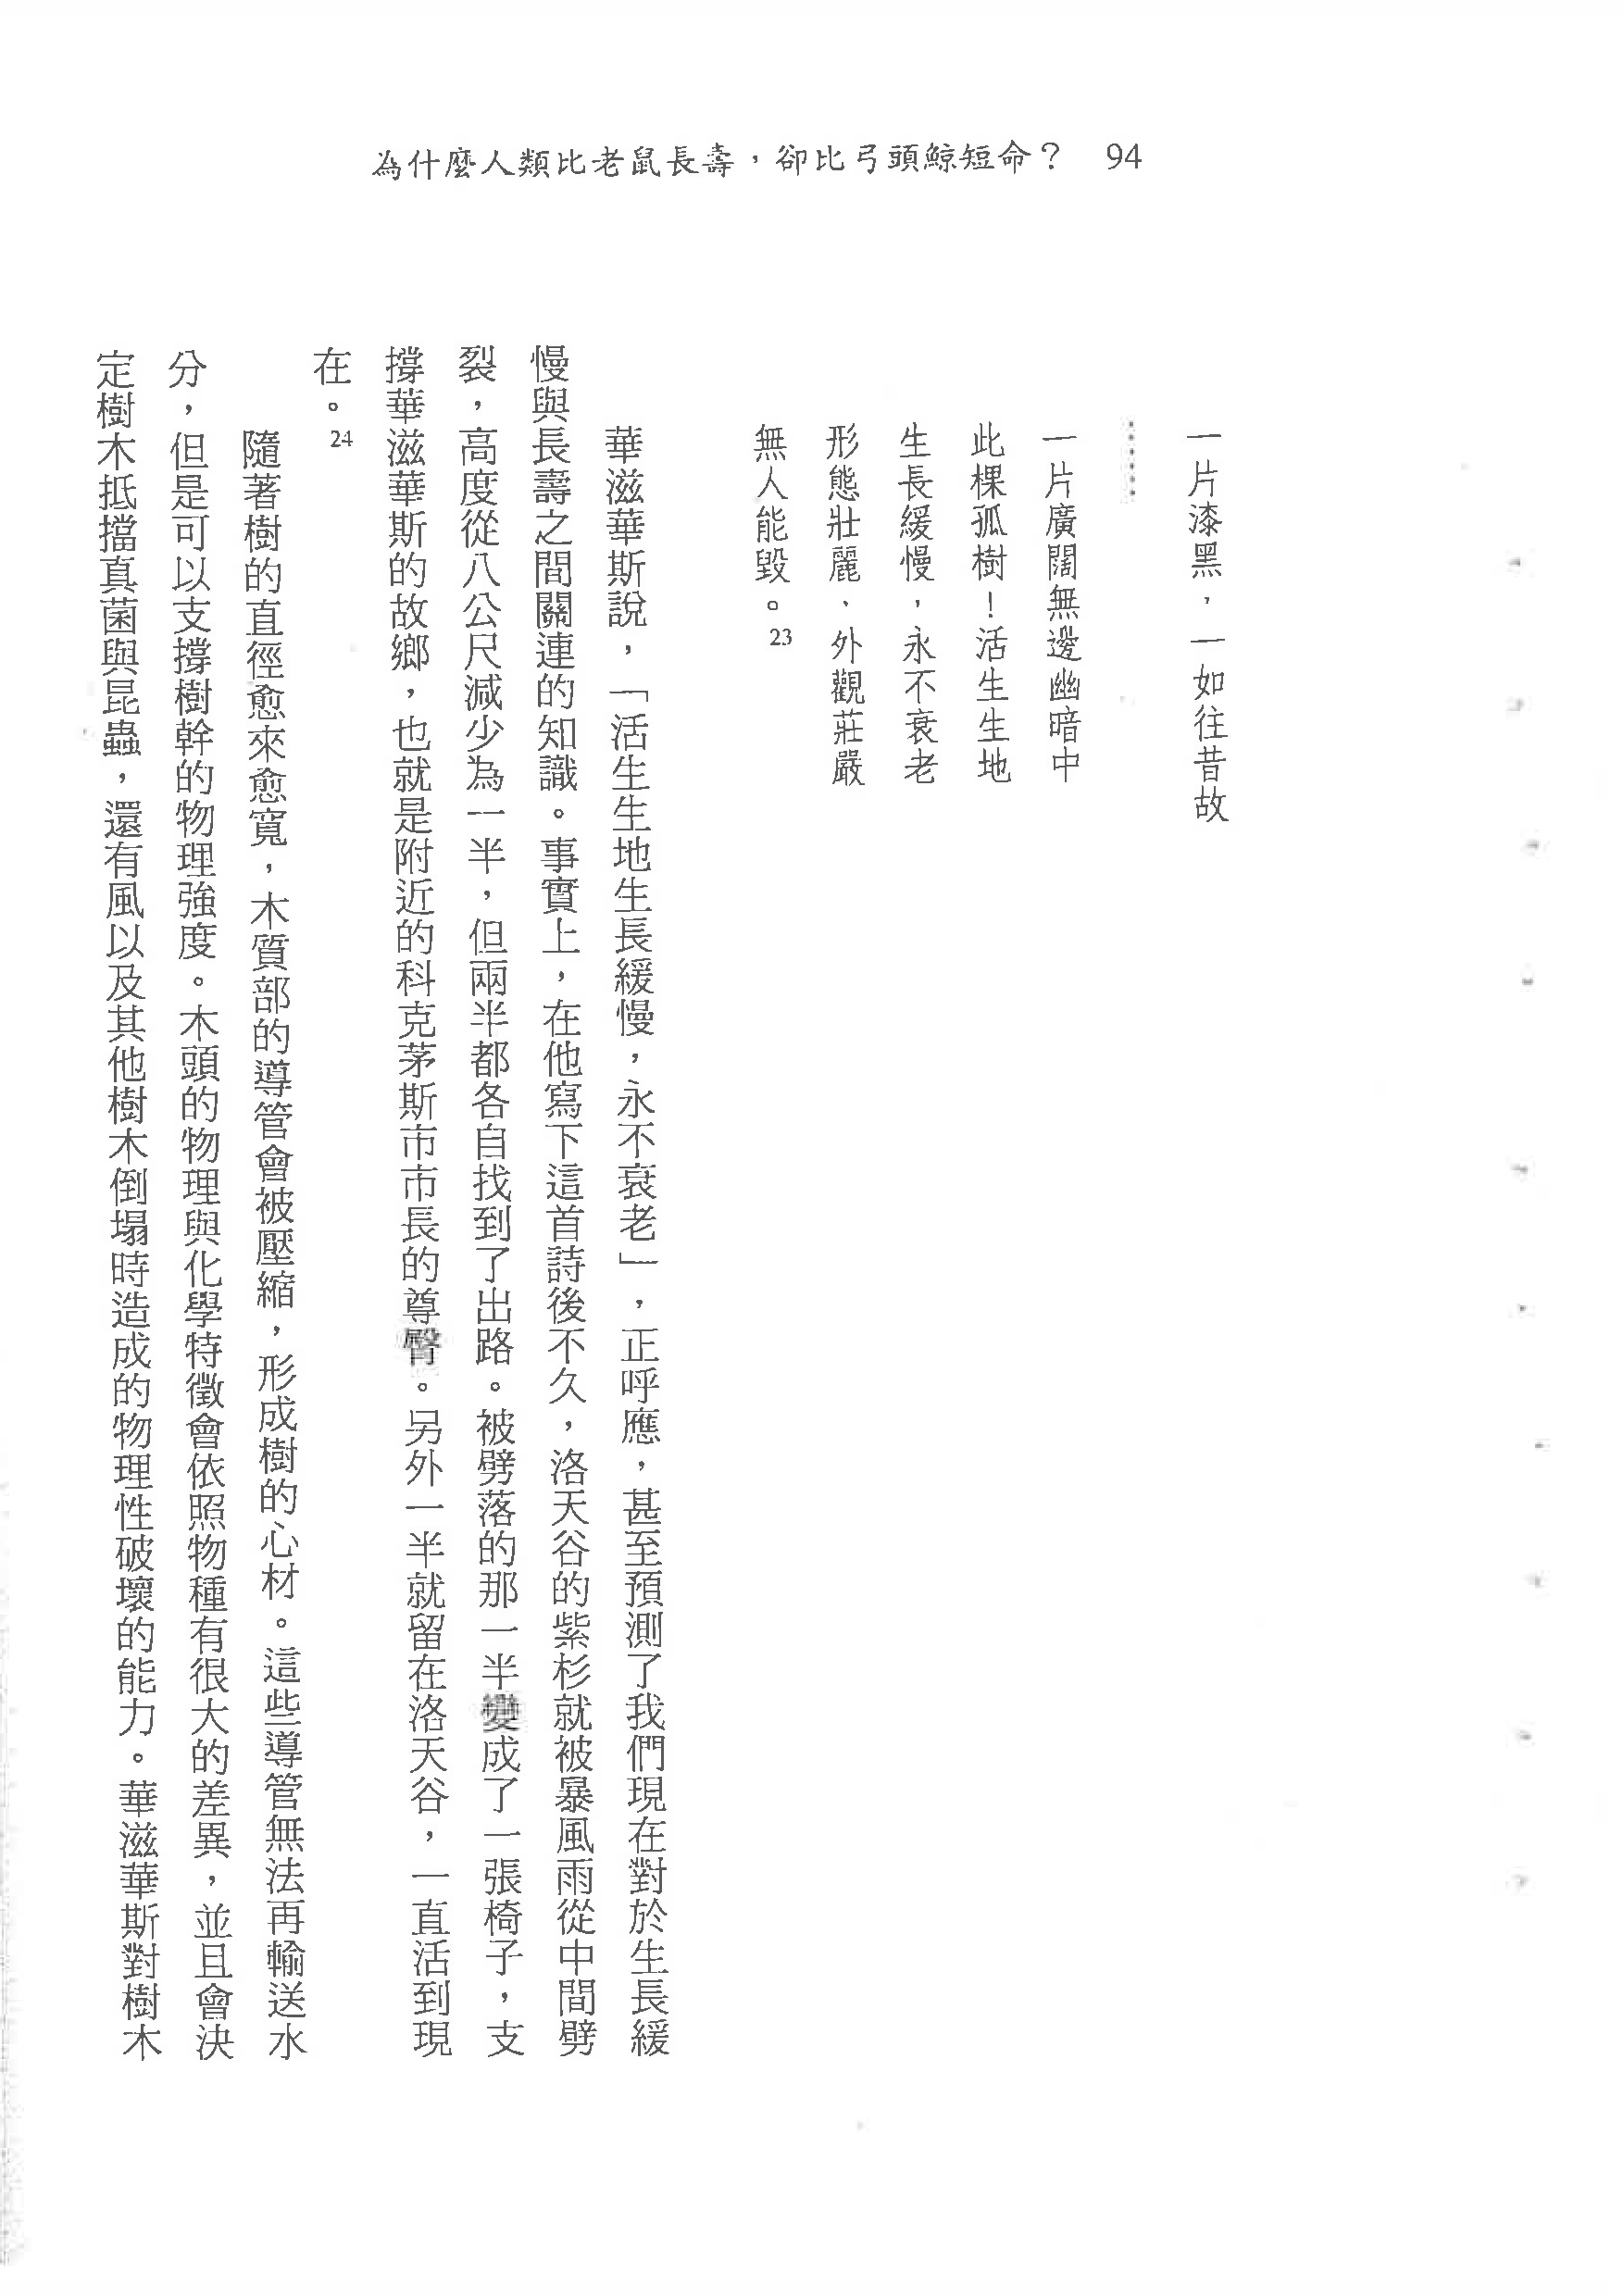 為什麼人類比老鼠長壽，卻比弓頭鯨短命？ 94
一片漆黑，一如往昔故
……
一片廣闊無邊幽暗中
此棵孤樹！活生生地
生長緩慢，永不衰老
形態壯麗，外觀莊嚴
無人能毀。23
華滋華斯說，「活生生地生長緩慢，永不衰老」，正呼應，甚至預測了我們現在對於生長緩
慢與長壽之間關連的知識。事實上，在他寫下這首詩後不久，洛天谷的紫杉就被暴風雨從中間劈
裂，高度從八公尺減少為一半，但兩半都各自找到了出路。被劈落的那一半變成了一張椅子，支
撐華滋華斯的故鄉，也就是附近的科克茅斯市市長的尊臀。另外一半就留在洛天谷，一直活到現
在。24
隨著樹的直徑愈來愈寬，木質部的導管會被壓縮，形成樹的心材。這些導管無法再輸送水
分，但是可以支撐樹幹的物理強度。木頭的物理與化學特徵會依照物種有很大的差異，並且會決
定樹木抵擋真菌與昆蟲，還有風以及其他樹木倒塌時造成的物理性破壞的能力。華滋華斯對樹木